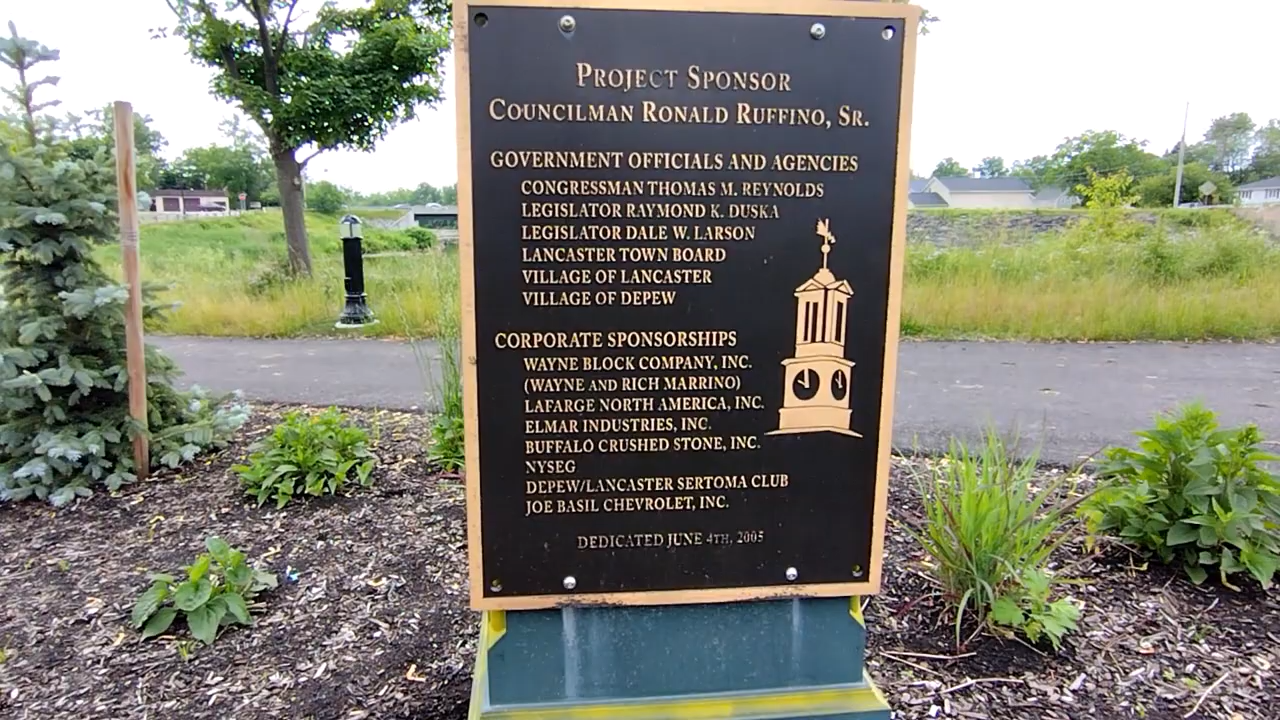 PROJECT SPONSOR
COUNCILMAN RONALD RUFFINO, SR.
GOVERNMENT OFFICIALS AND AGENCIES
CONGRESSMAN THOMAS M. REYNOLDS
LEGISLATOR RAYMOND K. DUSKA
LEGISLATOR DALE W. LARSON
LANCASTER TOWN BOARD
VILLAGE OF LANCASTER
VILLAGE OF DEPEW
CORPORATE SPONSORSHIPS
WAYNE BLOCK COMPANY, INC.
(WAYNE AND RICH MARRINO)
LAFARGE NORTH AMERICA, INC.
ELMAR INDUSTRIES, INC.
BUFFALO CRUSHED STONE, INC.
NYSEG
DEPEW/LANCASTER SERTOMA CLUB
JOE BASIL CHEVROLET, INC.
DEDICATED JUNE 4TH, 2005